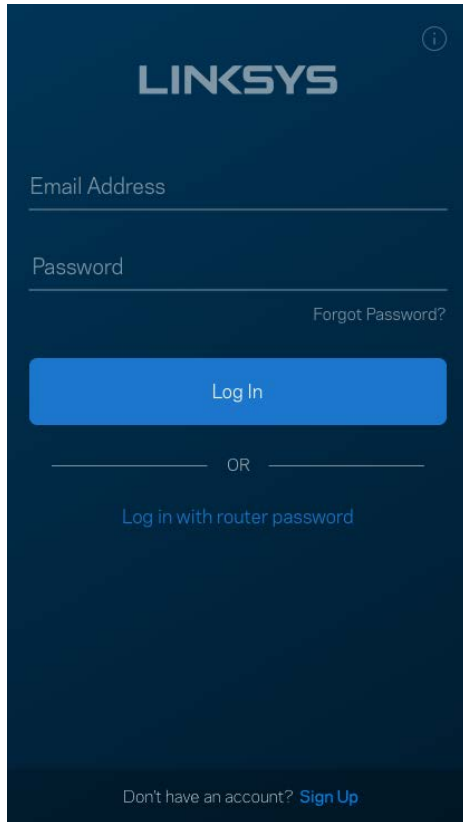 LINKSYS
Email Address
Password
Forgot Password?
Log In
OR
Log in with router password
Don't have an account? Sign Up